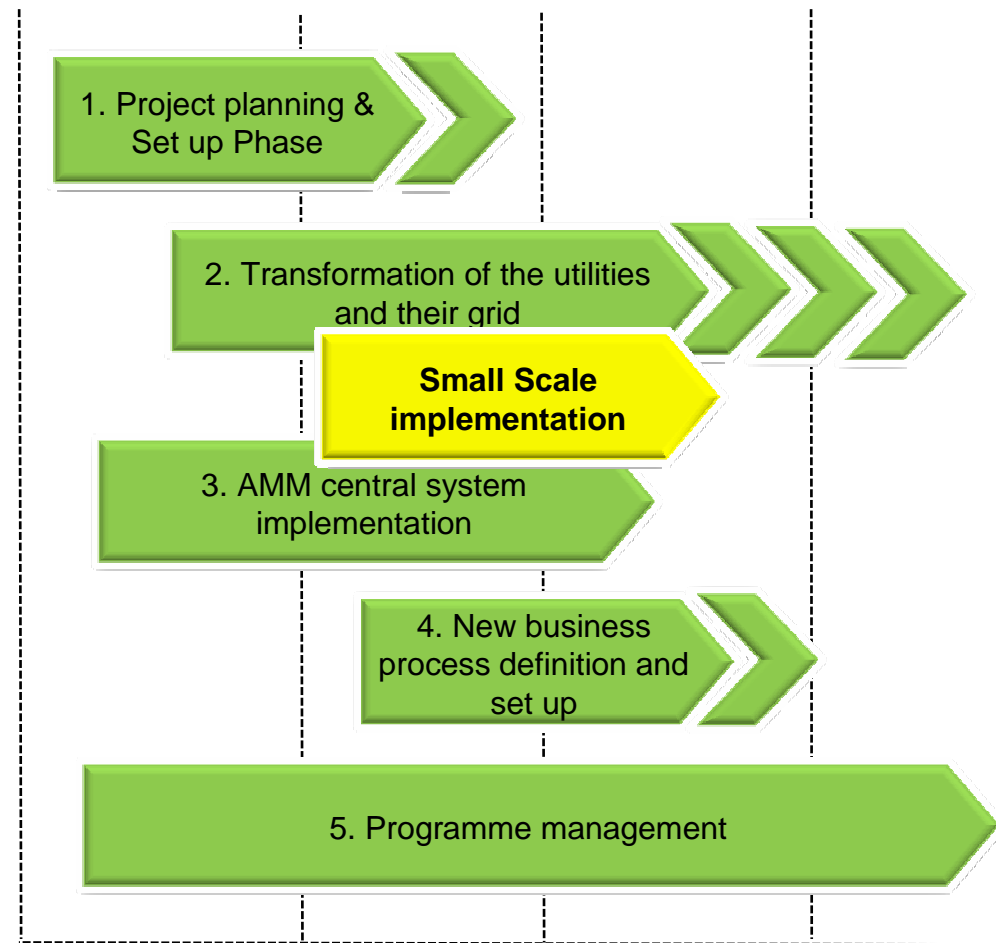 1. Project planning &
Set up Phase
2. Transformation of the utilities
and their grid
Small Scale
implementation
3. AMM central system
implementation
4. New business
process definition and
set up
5. Programme management